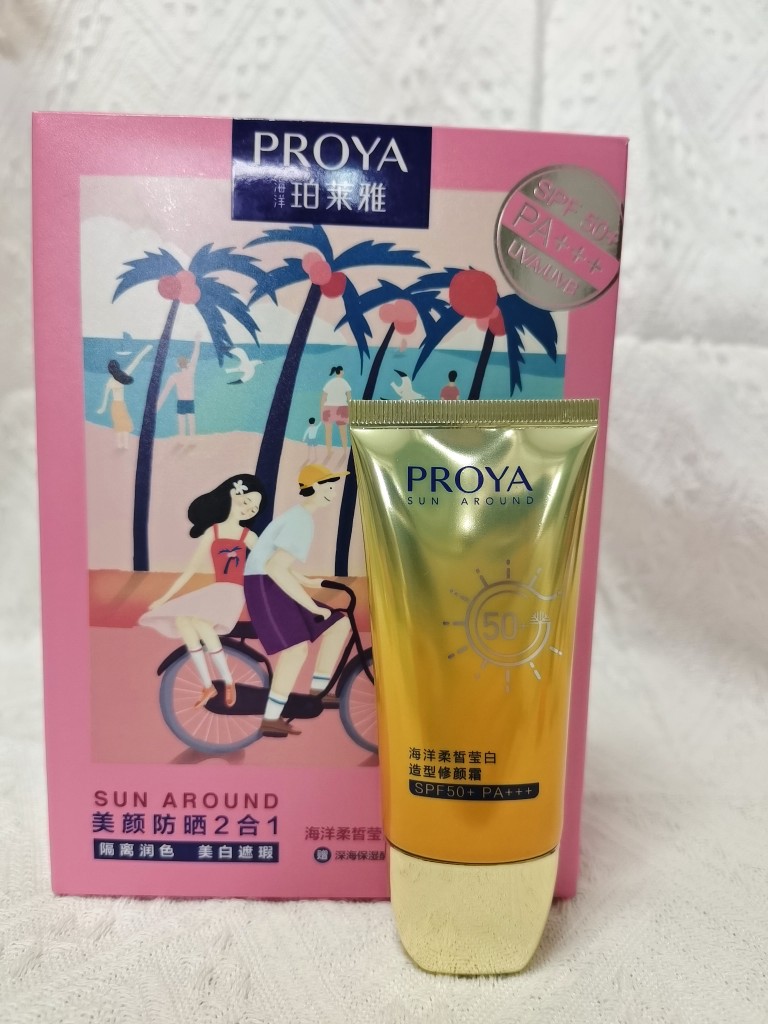 PROYA
海洋 珀莱雅
SPF 50+
PA+++
UVA/UVB
PROYA
SUN AROUND
50+
海洋柔皙莹白
造型修颜霜
SPF50+ PA+++
SUN AROUND
美颜防晒2合1
隔离润色 美白遮瑕
海洋柔皙莹
赠 深海保湿